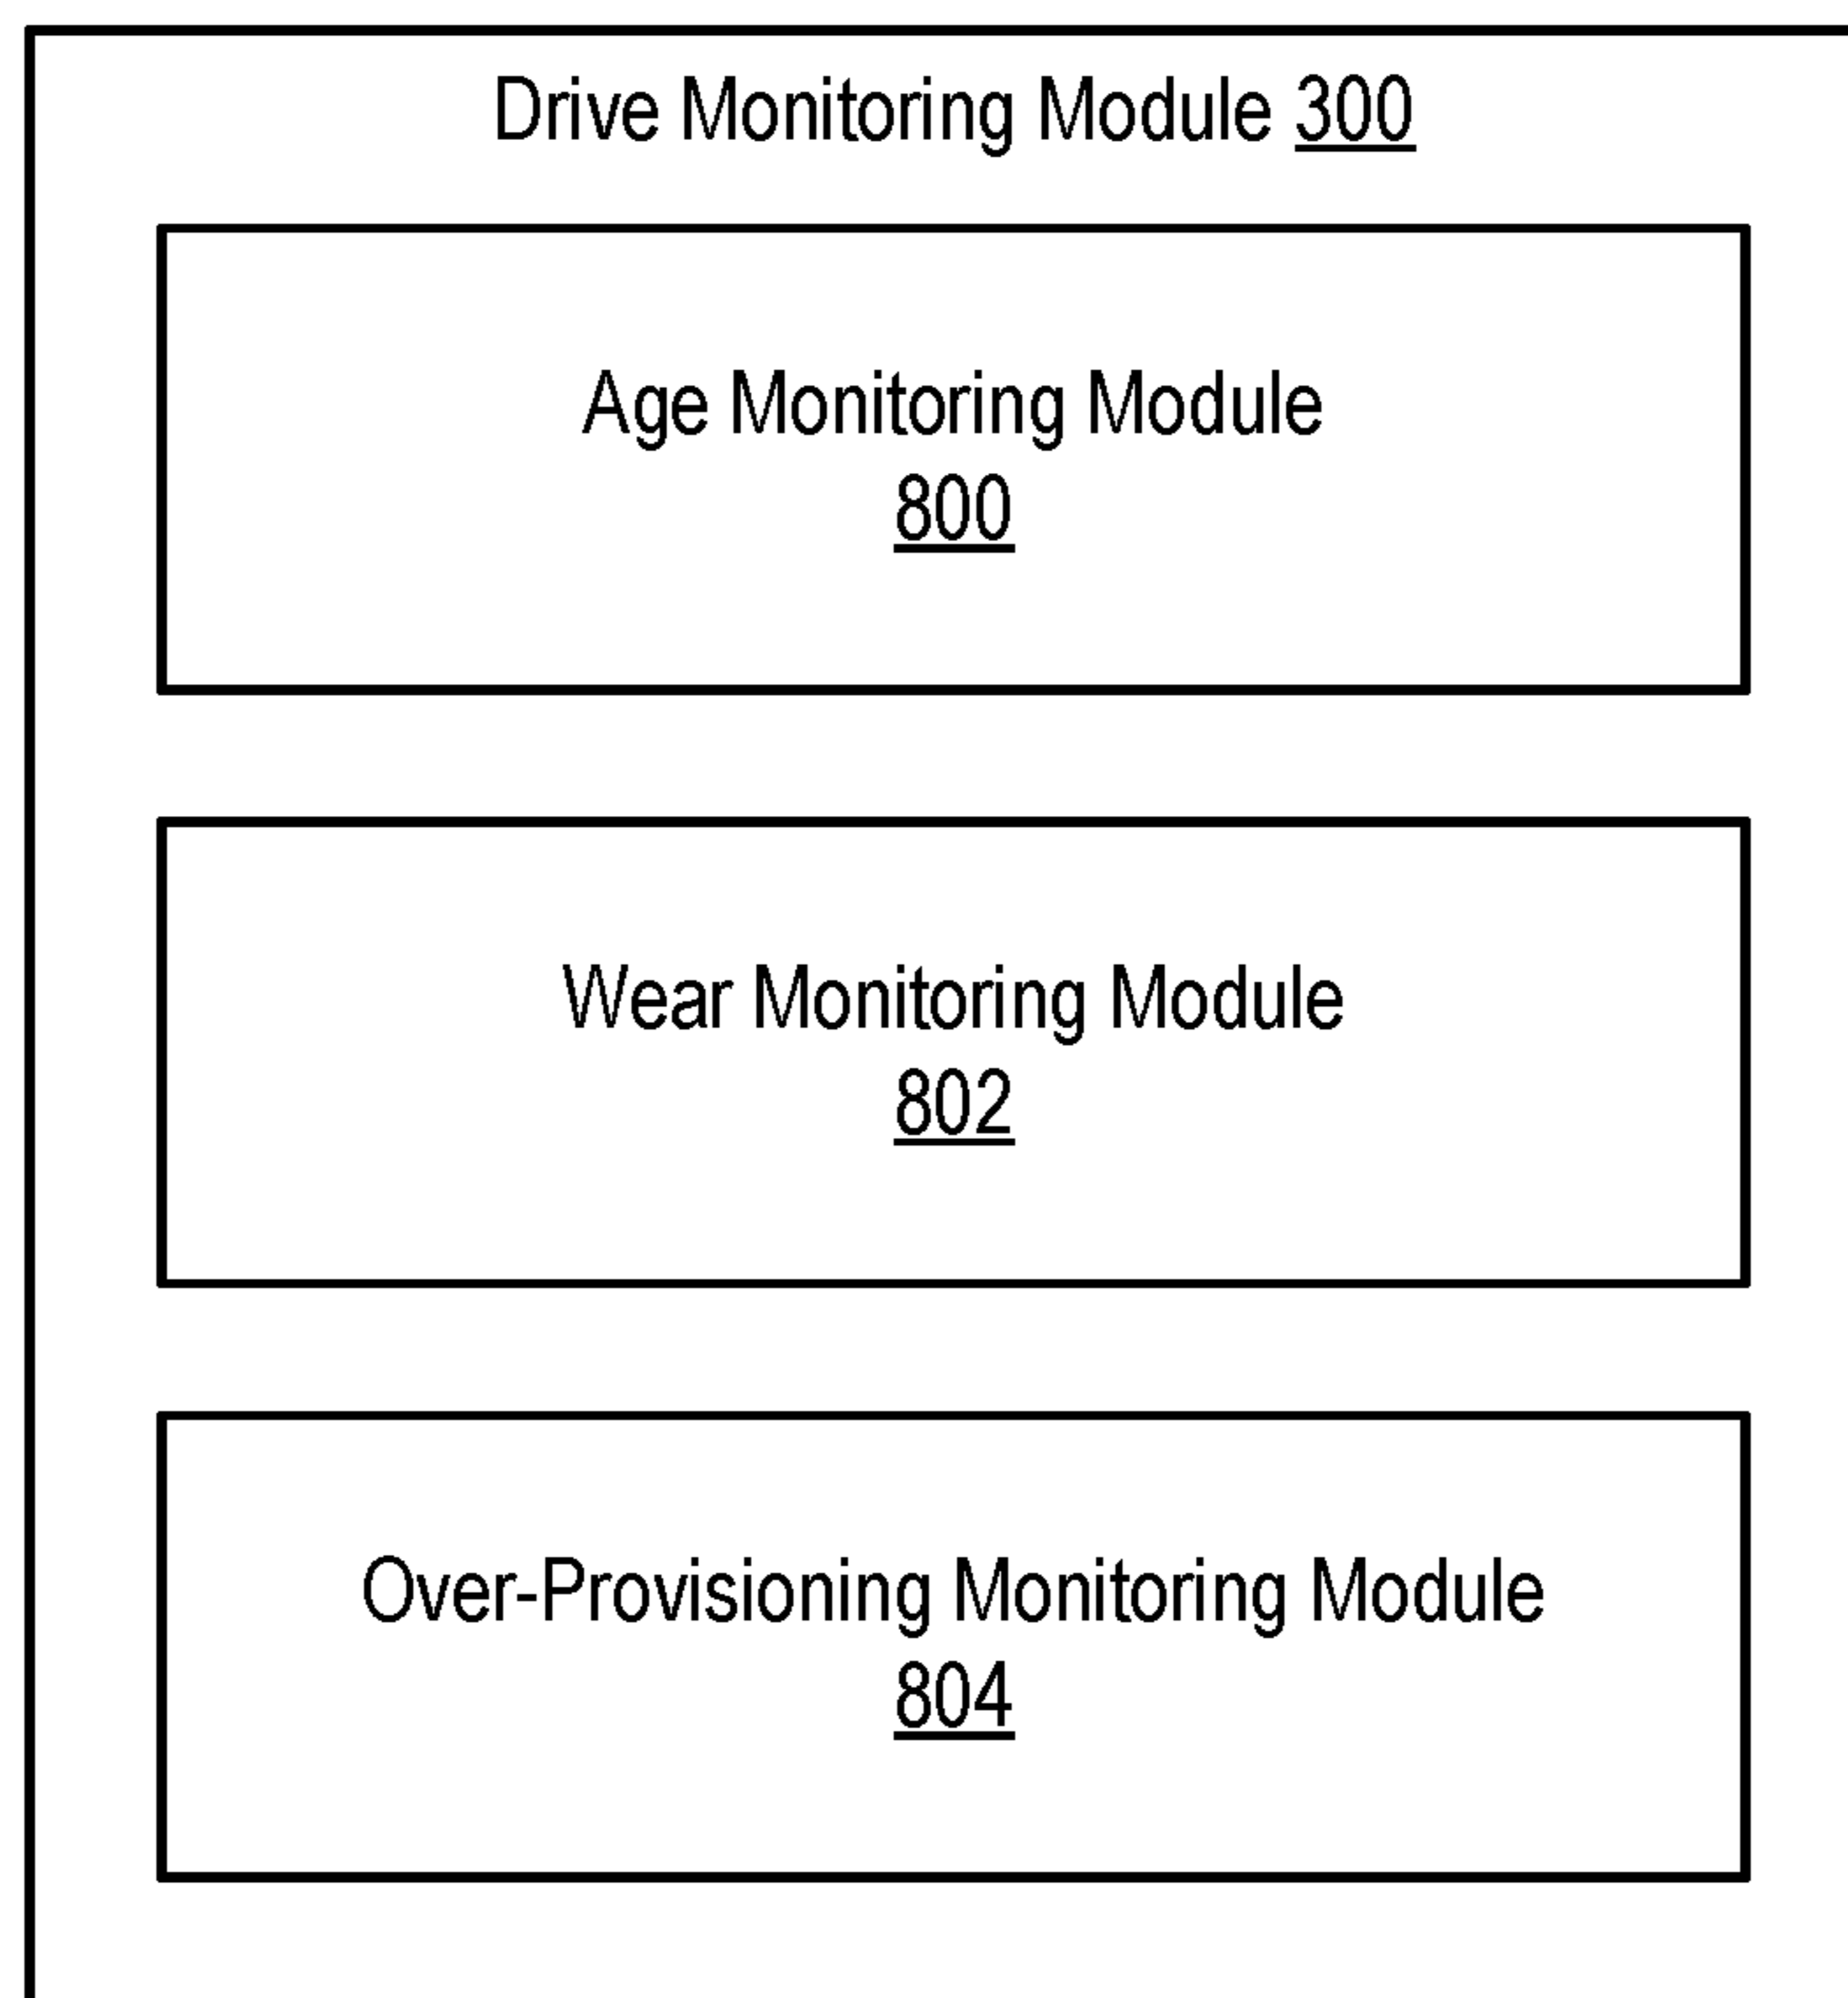 Drive Monitoring Module 300
Age Monitoring Module
800
Wear Monitoring Module
802
Over-Provisioning Monitoring Module
804